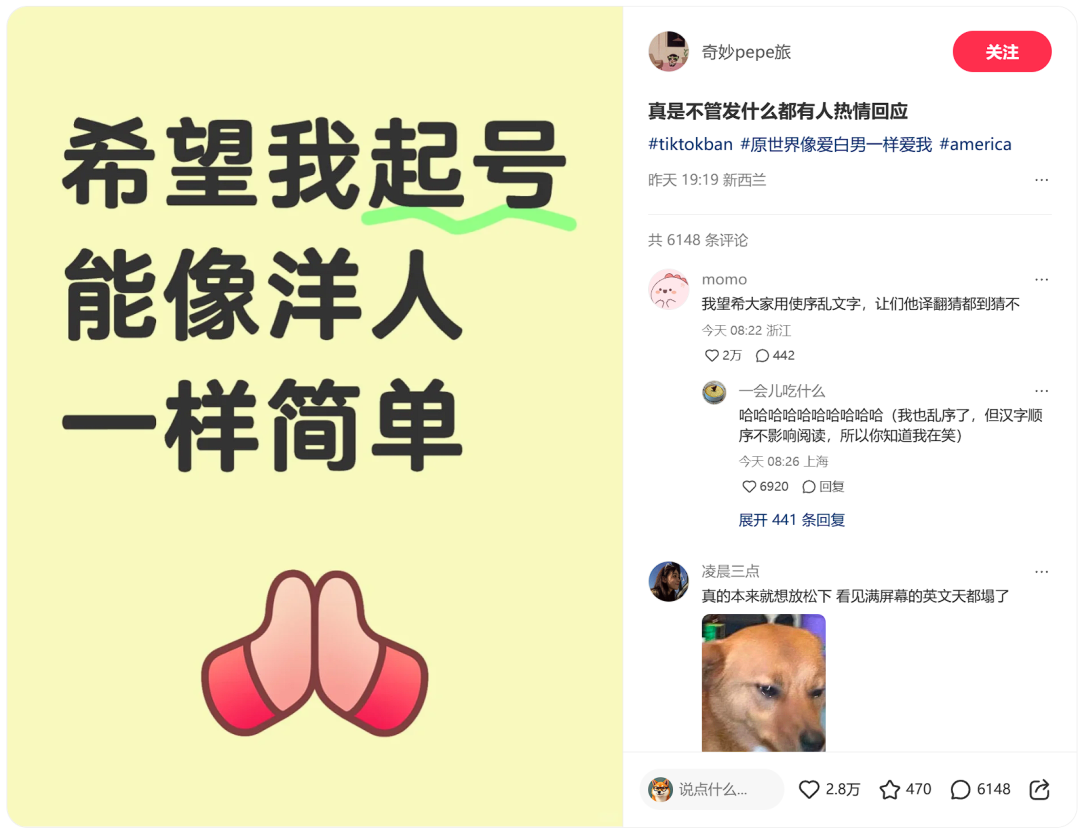 希望我起号
能像洋人
一样简单
奇妙pepe旅
关注
真是不管发什么都有人热情回应
#tiktokban #原世界像爱白男一样爱我 #america
昨天 19:19 新西兰
共 6148 条评论
momo
我望希大家用使序乱文字，让们他译翻猜都到猜不
今天 08:22 浙江
2万 442
一会儿吃什么
哈哈哈哈哈哈哈哈哈哈（我也乱序了，但汉字顺
序不影响阅读，所以你知道我在笑）
今天 08:26 上海
6920 回复
展开 441 条回复
凌晨三点
真的本来就想放松下 看见满屏幕的英文天都塌了
说点什么... 2.8万 470 6148